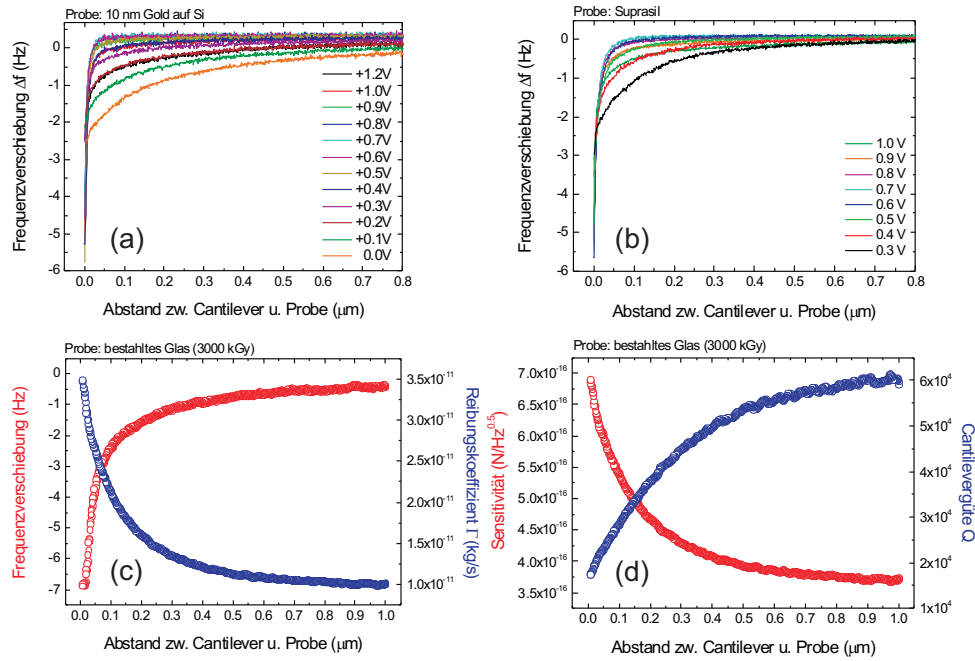 Probe: 10 nm Gold auf Si
Frequenzverschiebung Δf (Hz)
0
-1
-2
-3
-4
-5
-6
+1.2V
+1.0V
+0.9V
+0.8V
+0.7V
+0.6V
+0.5V
+0.4V
+0.3V
+0.2V
+0.1V
0.0V
(a)
0.0 0.1 0.2 0.3 0.4 0.5 0.6 0.7 0.8
Abstand zw. Cantilever u. Probe (μm)
Probe: Suprasil
Frequenzverschiebung Δf (Hz)
0
-1
-2
-3
-4
-5
-6
1.0 V
0.9 V
0.8 V
0.7 V
0.6 V
0.5 V
0.4 V
0.3 V
(b)
0.0 0.1 0.2 0.3 0.4 0.5 0.6 0.7 0.8
Abstand zw. Cantilever u. Probe (μm)
Probe: bestahltes Glas (3000 kGy)
Frequenzverschiebung (Hz)
0
-1
-2
-3
-4
-5
-6
-7
(c)
3.5x10⁻¹¹
3.0x10⁻¹¹
2.5x10⁻¹¹
2.0x10⁻¹¹
1.5x10⁻¹¹
1.0x10⁻¹¹
Reibungskoeffizient Γ (kg/s)
0.0 0.1 0.2 0.3 0.4 0.5 0.6 0.7 0.8 0.9 1.0
Abstand zw. Cantilever u. Probe (μm)
Probe: bestahltes Glas (3000 kGy)
Sensitivität (N/Hz⁰·⁵)
7.0x10⁻¹⁶
6.5x10⁻¹⁶
6.0x10⁻¹⁶
5.5x10⁻¹⁶
5.0x10⁻¹⁶
4.5x10⁻¹⁶
4.0x10⁻¹⁶
3.5x10⁻¹⁶
(d)
6x10⁴
5x10⁴
4x10⁴
3x10⁴
2x10⁴
1x10⁴
Cantilevergüte Q
0.0 0.1 0.2 0.3 0.4 0.5 0.6 0.7 0.8 0.9 1.0
Abstand zw. Cantilever u. Probe (μm)